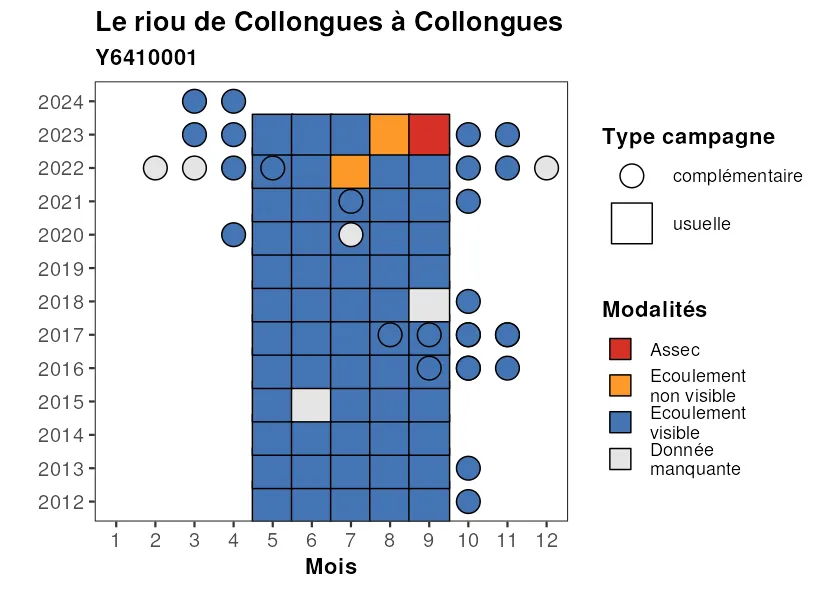 Le riou de Collongues à Collongues
Y6410001
2024
2023
2022
2021
2020
2019
2018
2017
2016
2015
2014
2013
2012
1 2 3 4 5 6 7 8 9 10 11 12
Mois
Type campagne
complémentaire
usuelle
Modalités
Assec
Ecoulement
non visible
Ecoulement
visible
Donnée
manquante